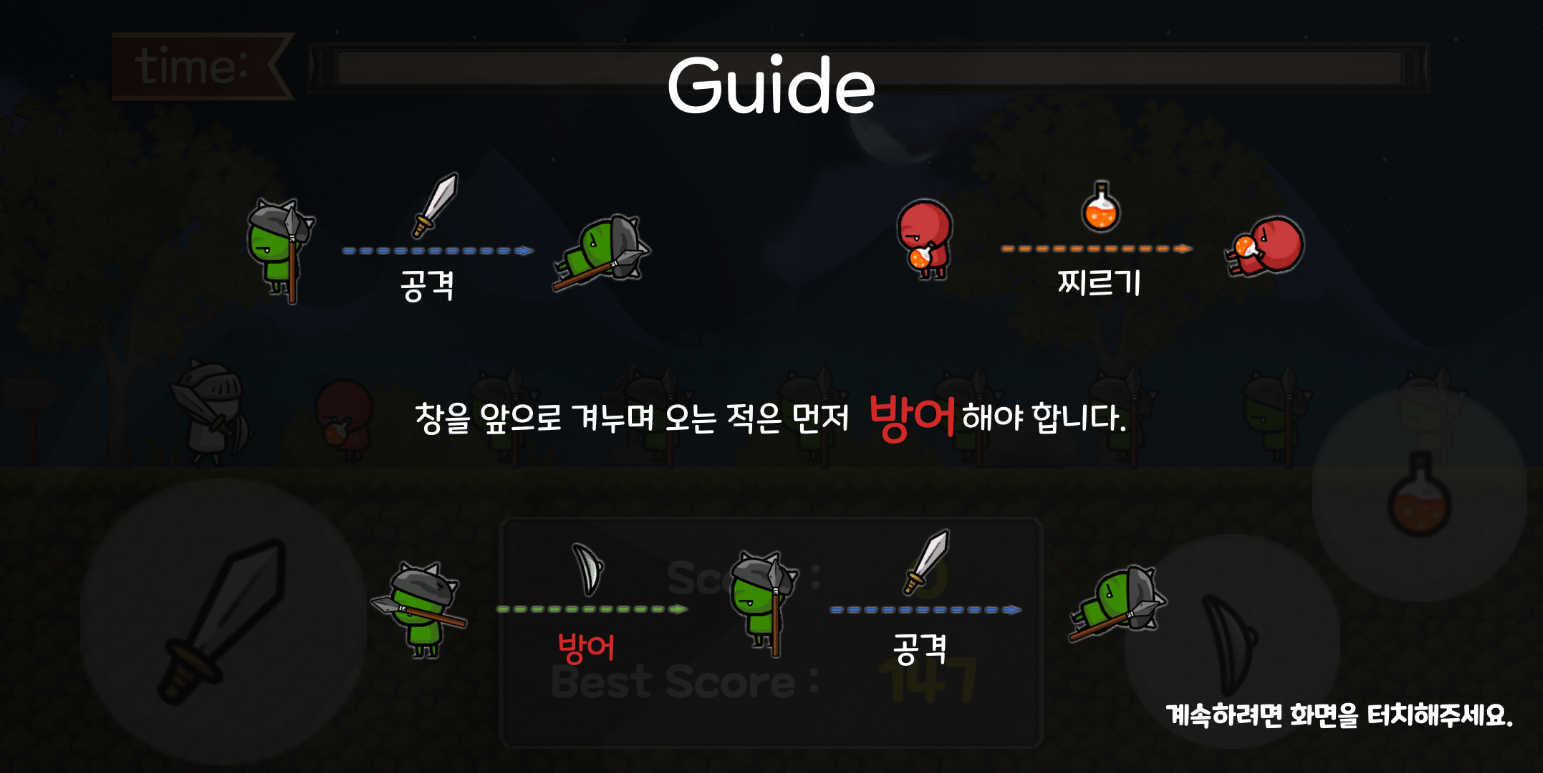 time:
Guide
공격
찌르기
창을 앞으로 겨누며 오는 적은 먼저 방어해야 합니다.
Score : 0
방어
공격
Best Score : 147
계속하려면 화면을 터치해주세요.